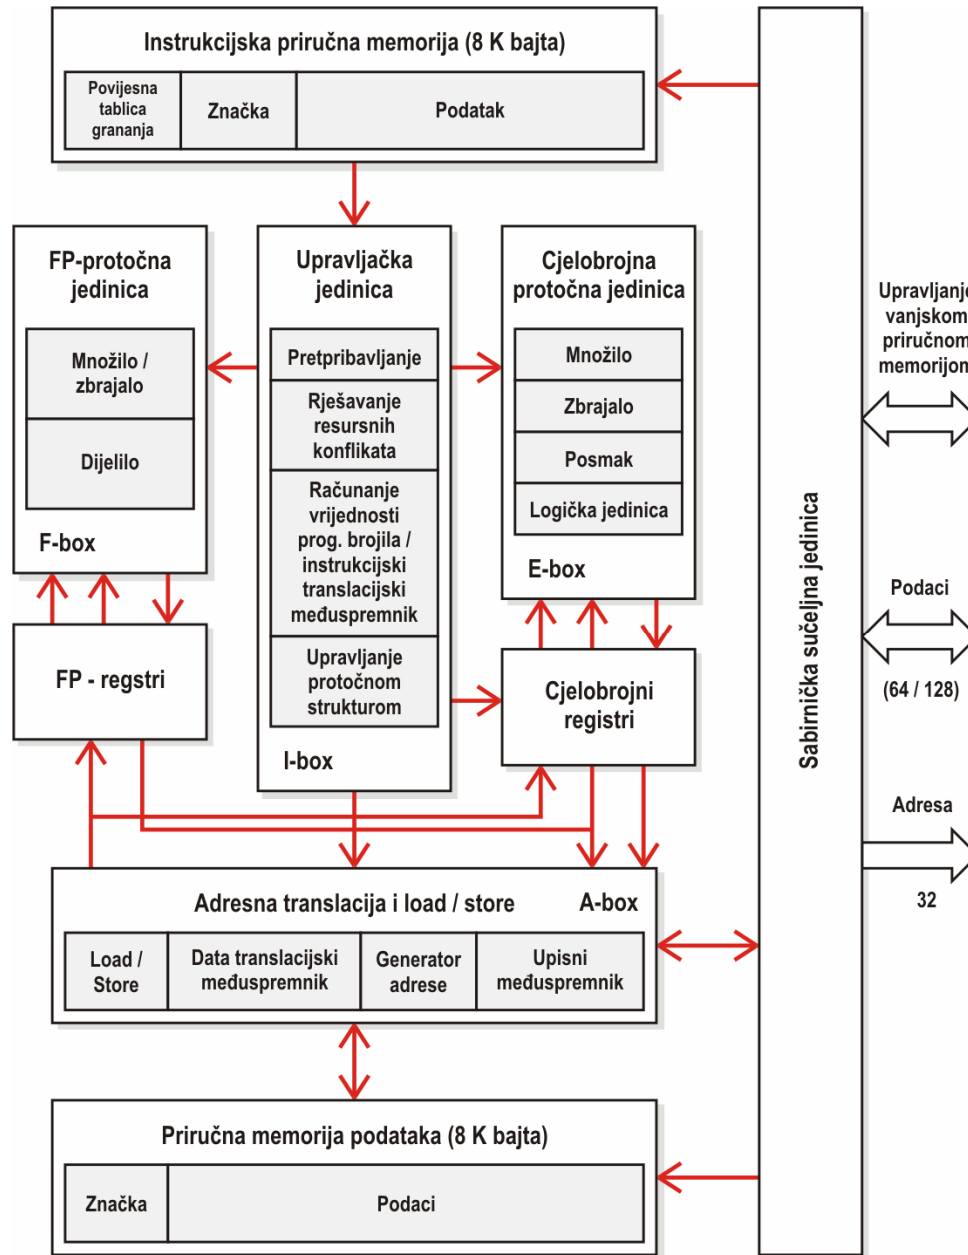 Instrukcijska priručna memorija (8 K bajta)
Povijesna
tablica
grananja
Značka
Podatak
FP-protočna
jedinica
Množilo /
zbrajalo
Dijelilo
F-box
Upravljačka
jedinica
Pretpribavljanje
Rješavanje
resursnih
konflikata
Računanje
vrijednosti
prog. brojila /
instrukcijski
translacijski
međuspremnik
Upravljanje
protočnom
strukturom
I-box
Cjelobrojna
protočna jedinica
Množilo
Zbrajalo
Posmak
Logička jedinica
E-box
FP - regstri
Cjelobrojni
registri
Adresna translacija i load / store
A-box
Load /
Store
Data translacijski
međuspremnik
Generator
adrese
Upisni
međuspremnik
Priručna memorija podataka (8 K bajta)
Značka
Podaci
Sabirnička sučeljna jedinica
Upravljanje
vanjskom
priručnom
memorijom
Podaci
(64 / 128)
Adresa
32